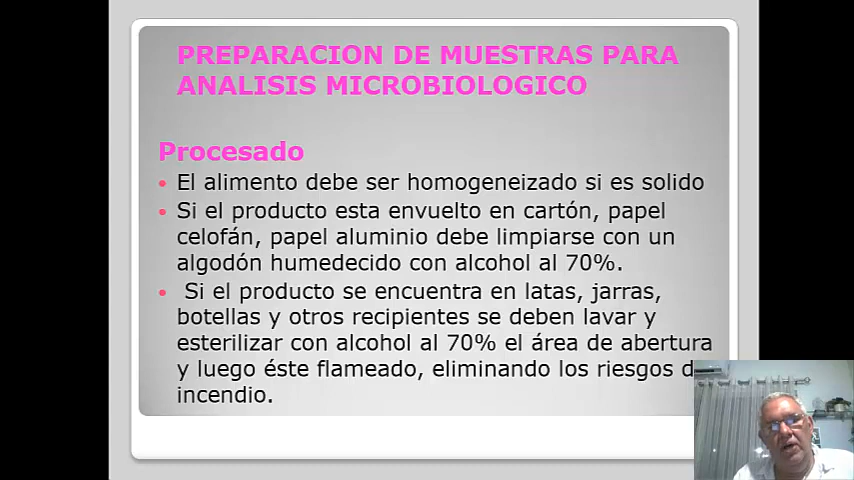 PREPARACION DE MUESTRAS PARA
ANALISIS MICROBIOLOGICO
Procesado
• El alimento debe ser homogeneizado si es solido
• Si el producto esta envuelto en cartón, papel
celofán, papel aluminio debe limpiarse con un
algodón humedecido con alcohol al 70%.
• Si el producto se encuentra en latas, jarras,
botellas y otros recipientes se deben lavar y
esterilizar con alcohol al 70% el área de abertura
y luego éste flameado, eliminando los riesgos d
incendio.